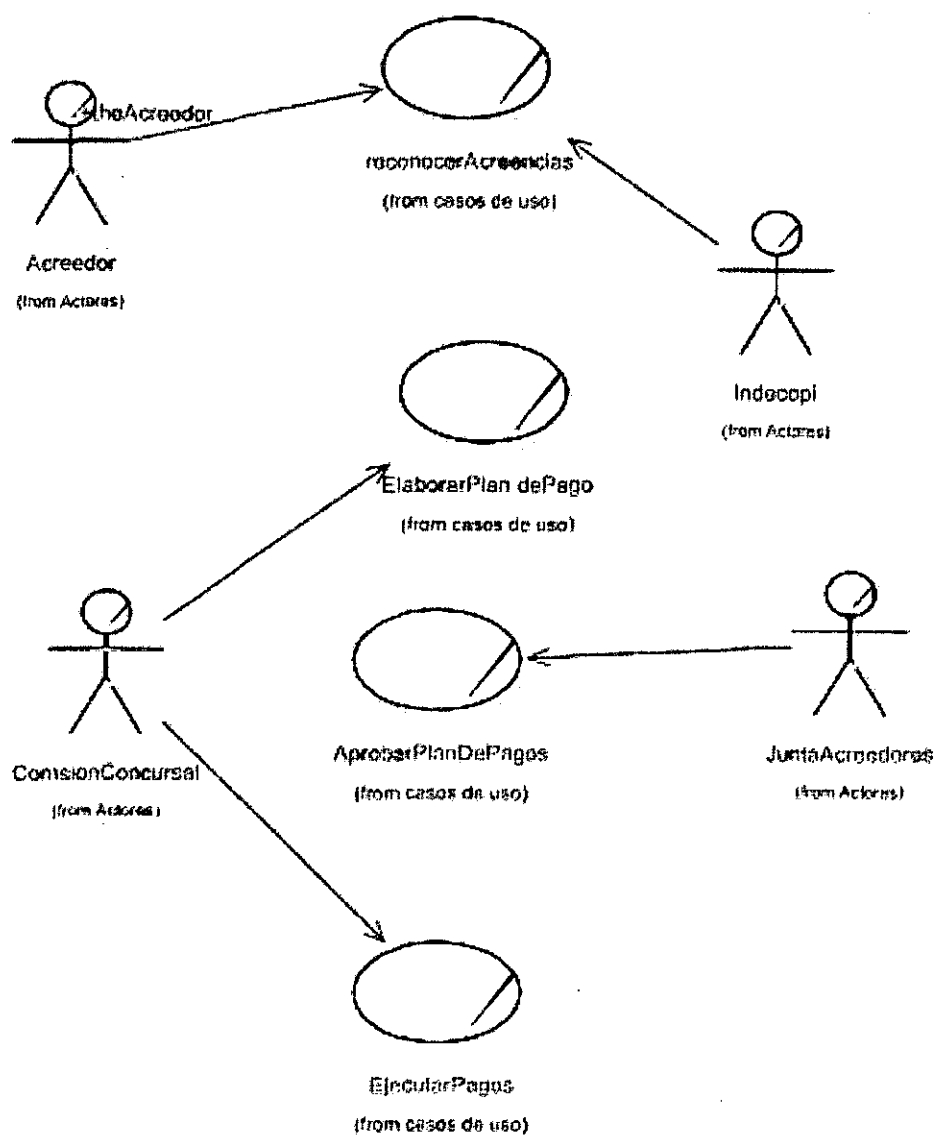 +theAcreedor
reconocerAcreencias
(from casos de uso)
Acreedor
(from Actores)
Indecopi
(from Actores)
ElaborarPlan dePago
(from casos de uso)
ComisionConcursal
(from Actores)
AprobarPlanDePagos
(from casos de uso)
JuntaAcreedores
(from Actores)
EjecutarPagos
(from casos de uso)